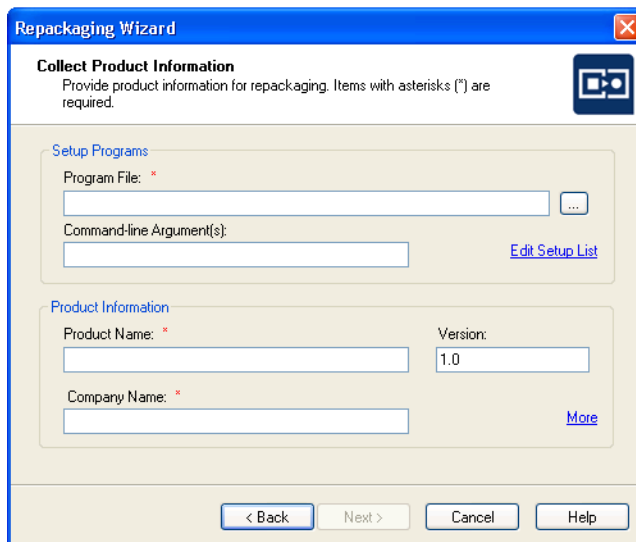 Repackaging Wizard
Collect Product Information
Provide product information for repackaging. Items with asterisks (*) are
required.
Setup Programs
Program File: *
...
Command-line Argument(s):
Edit Setup List
Product Information
Product Name: *
Version:
1.0
Company Name: *
More
< Back
Next >
Cancel
Help